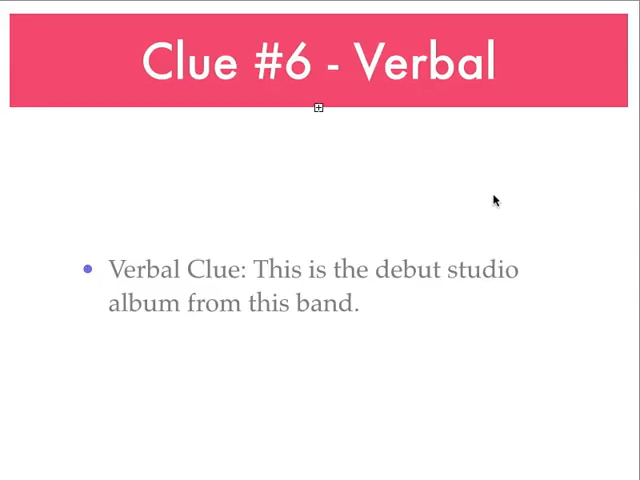 Clue #6 - Verbal
• Verbal Clue: This is the debut studio
album from this band.